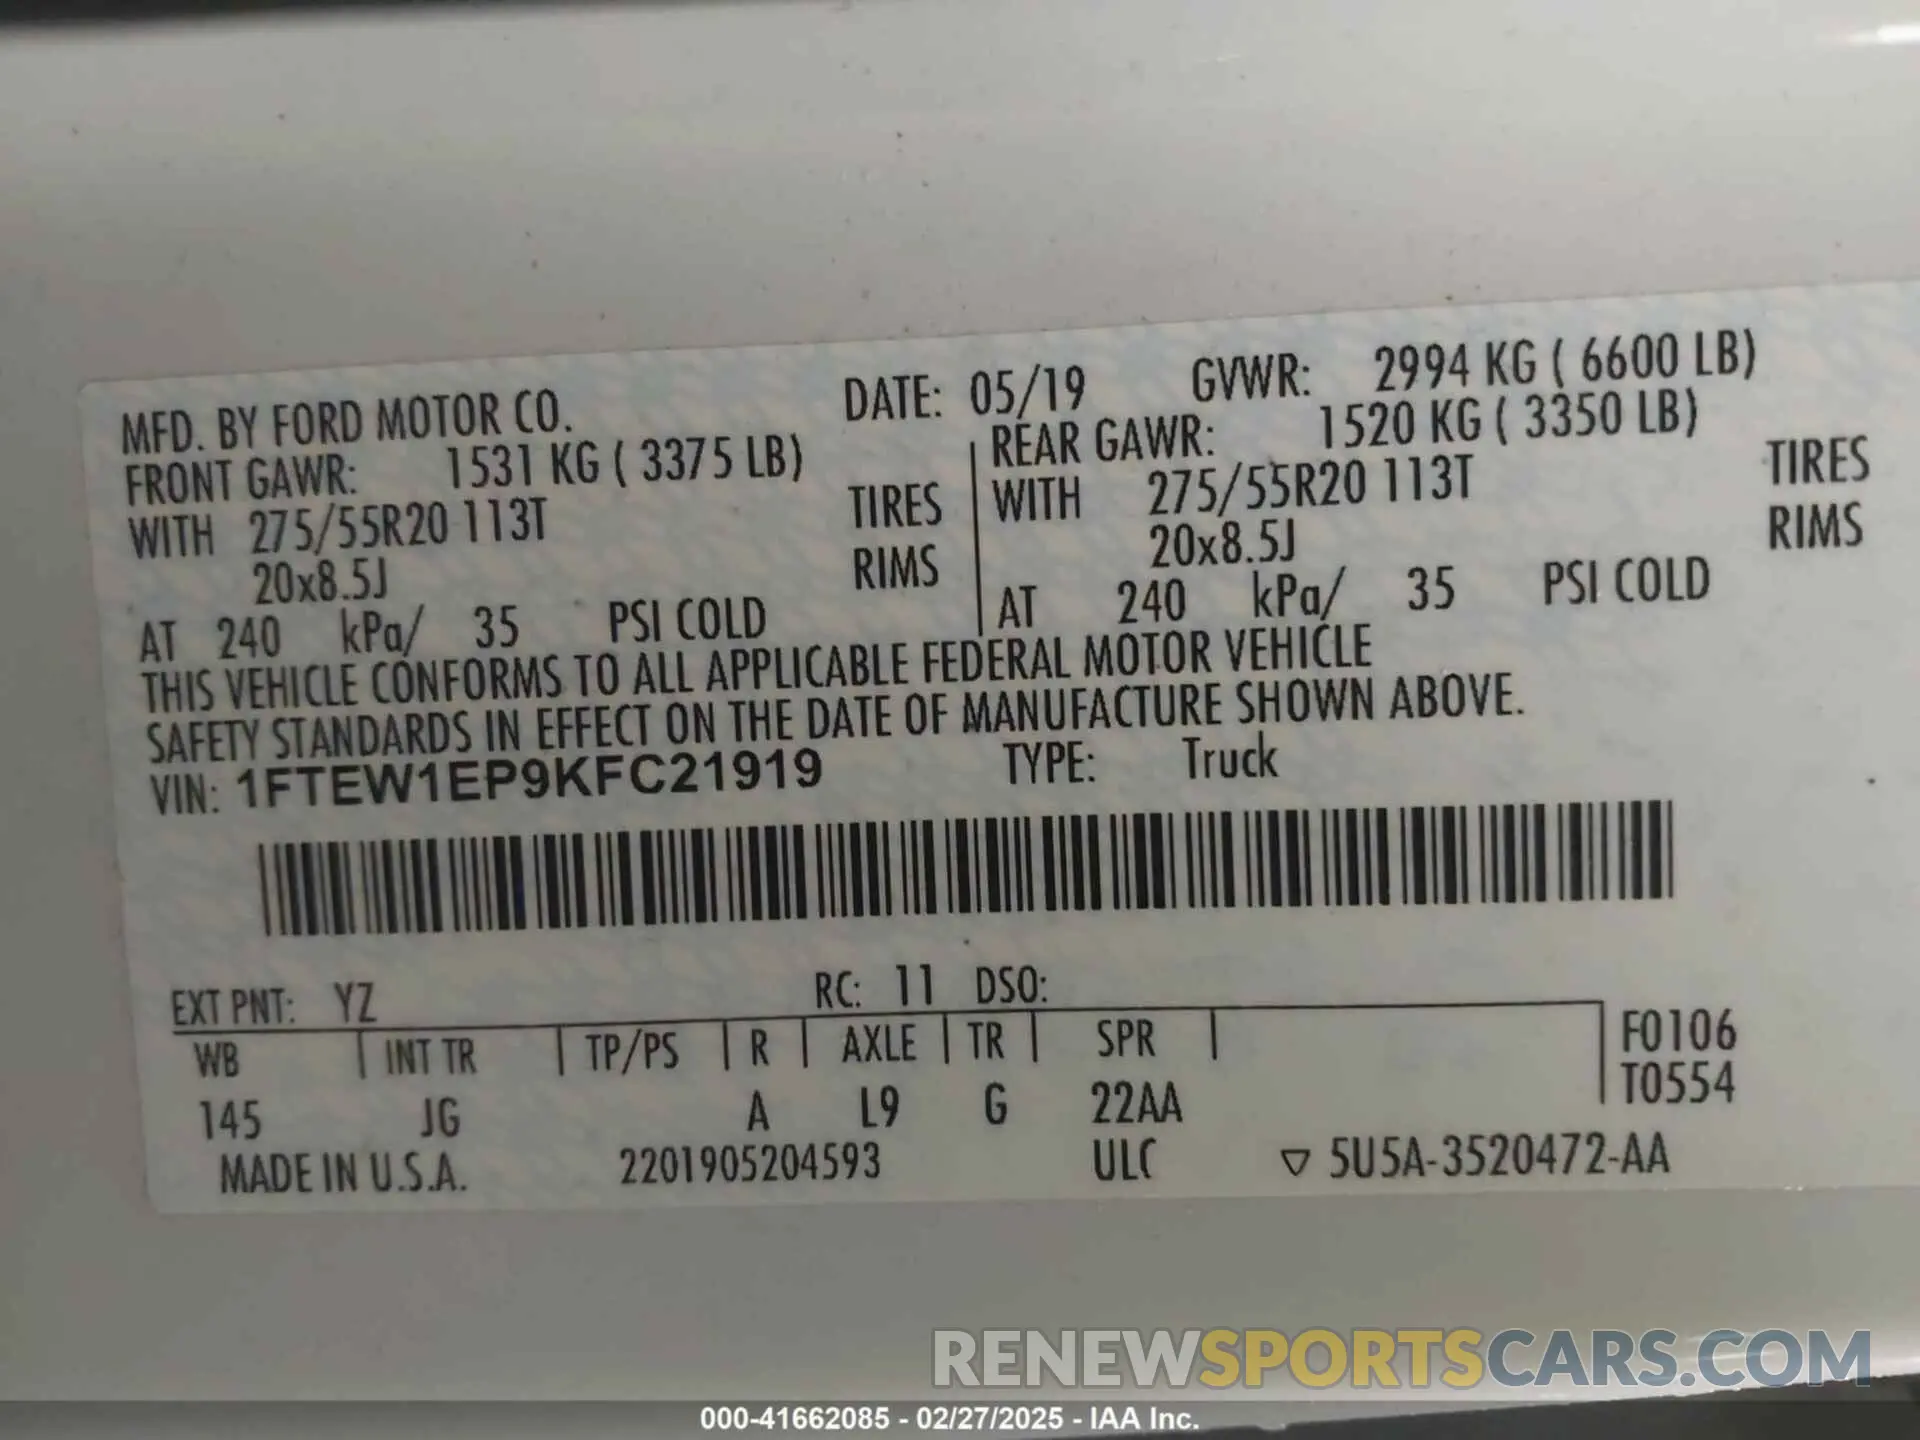 MFD. BY FORD MOTOR CO. DATE: 05/19 GVWR: 2994 KG ( 6600 LB)
FRONT GAWR: 1531 KG ( 3375 LB) REAR GAWR: 1520 KG ( 3350 LB)
WITH 275/55R20 113T TIRES WITH 275/55R20 113T TIRES
20x8.5J RIMS 20x8.5J RIMS
AT 240 kPa/ 35 PSI COLD AT 240 kPa/ 35 PSI COLD
THIS VEHICLE CONFORMS TO ALL APPLICABLE FEDERAL MOTOR VEHICLE
SAFETY STANDARDS IN EFFECT ON THE DATE OF MANUFACTURE SHOWN ABOVE.
VIN: 1FTEW1EP9KFC21919 TYPE: Truck
EXT PNT: YZ RC: 11 DSO:
WB INT TR TP/PS R AXLE TR SPR F0106
145 JG A L9 G 22AA T0554
MADE IN U.S.A. 2201905204593 ULC ▽ 5U5A-3520472-AA
RENEWSPORTSCARS.COM
000-41662085 - 02/27/2025 - IAA Inc.